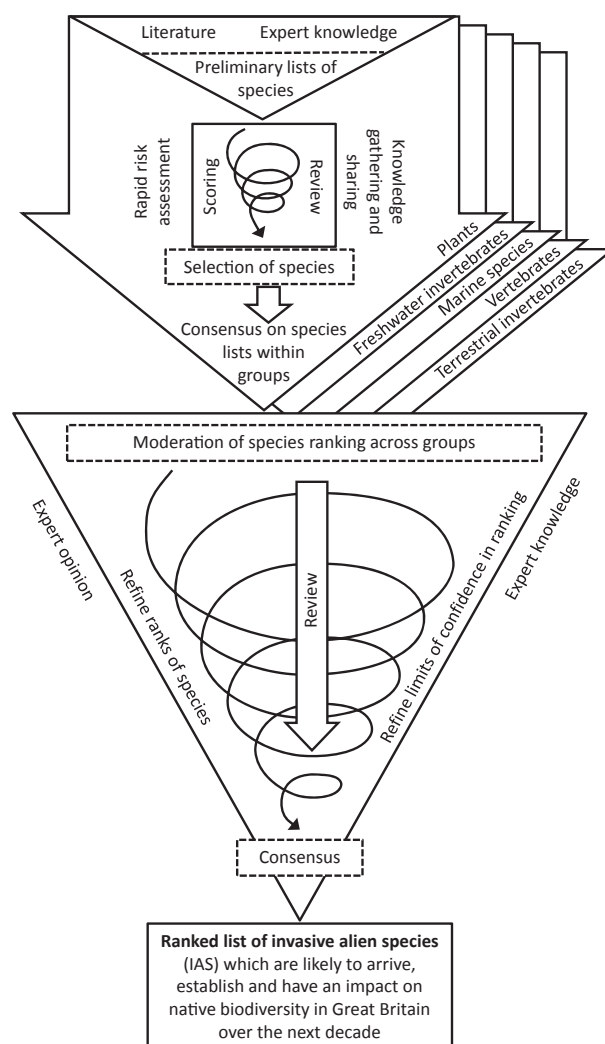 Literature Expert knowledge
Preliminary lists of
species
Rapid risk
assessment
Scoring
Review
Knowledge
gathering and
sharing
Selection of species
Consensus on species
lists within
groups
Plants
Freshwater invertebrates
Marine species
Vertebrates
Terrestrial invertebrates
Moderation of species ranking across groups
Expert opinion
Refine ranks of species
Review
Refine limits of confidence in ranking
Expert knowledge
Consensus
Ranked list of invasive alien species
(IAS) which are likely to arrive,
establish and have an impact on
native biodiversity in Great Britain
over the next decade